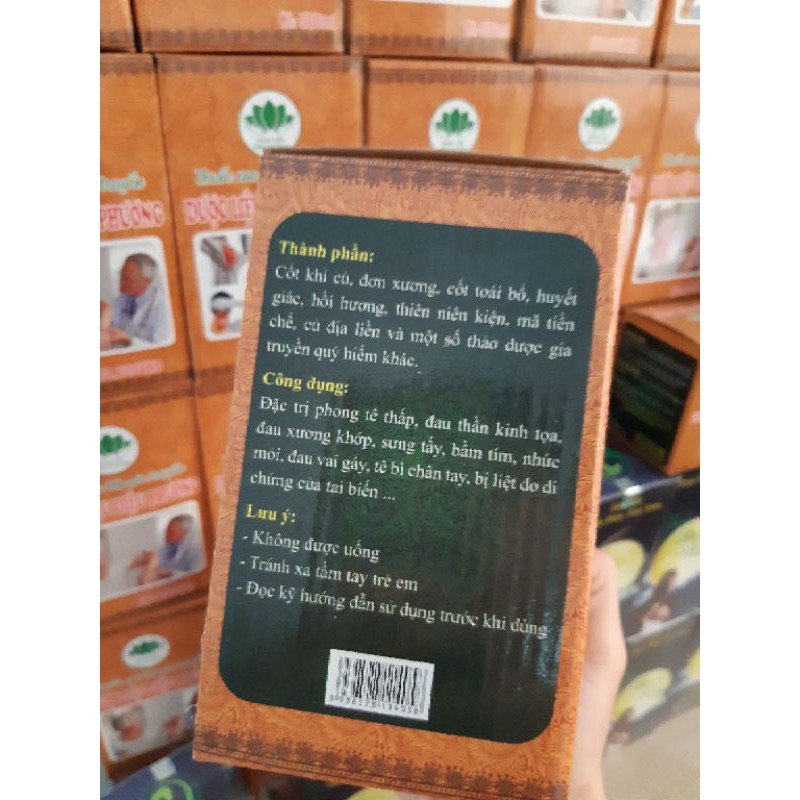 PHƯƠNG
DƯỢC LIỆ
Thành phần:
Cốt khí củ, đơn xương, cốt toái bổ, huyết
giác, hồi hương, thiên niên kiện, mã tiền
chế, củ địa liền và một số thảo dược gia
truyền quý hiếm khác.
Công dụng:
Đặc trị phong tê thấp, đau thần kinh tọa,
đau xương khớp, sưng tấy, bầm tím, nhức
mỏi, đau vai gáy, tê bì chân tay, bị liệt do di
chứng của tai biến ...
Lưu ý:
- Không được uống
- Tránh xa tầm tay trẻ em
- Đọc kỹ hướng dẫn sử dụng trước khi dùng